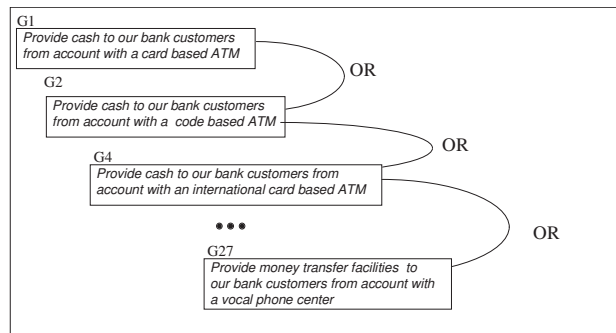 G1
Provide cash to our bank customers
from account with a card based ATM
OR
G2
Provide cash to our bank customers
from account with a code based ATM
OR
G4
Provide cash to our bank customers from
account with an international card based ATM
OR
G27
Provide money transfer facilities to
our bank customers from account with
a vocal phone center